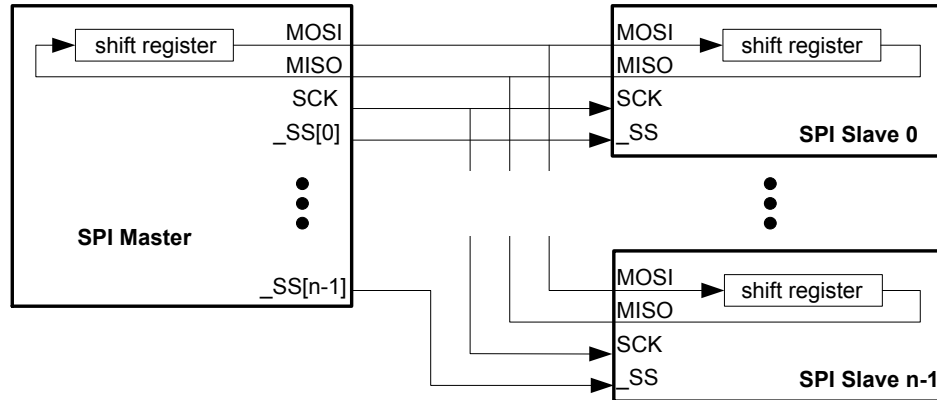 shift register
MOSI
MISO
SCK
_SS[0]
SPI Master
_SS[n-1]
MOSI
shift register
MISO
SCK
_SS
SPI Slave 0
MOSI
shift register
MISO
SCK
_SS
SPI Slave n-1